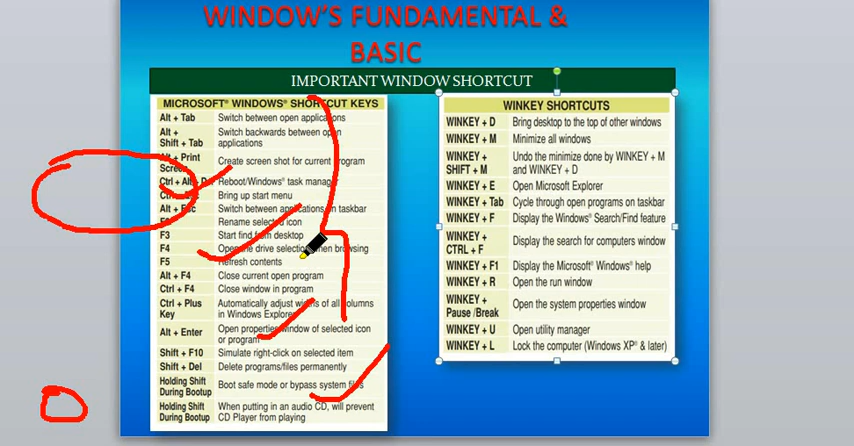 WINDOW'S FUNDAMENTAL &
BASIC
IMPORTANT WINDOW SHORTCUT
MICROSOFT® WINDOWS® SHORTCUT KEYS
Alt + Tab Switch between open applications
Alt + Switch backwards between open
Shift + Tab applications
Alt + Print Create screen shot for current program
Screen
Ctrl + Alt + Del Reboot/Windows® task manager
Ctrl + Esc Bring up start menu
Alt + Esc Switch between applications on taskbar
F2 Rename selected icon
F3 Start find from desktop
F4 Open the drive selection when browsing
F5 Refresh contents
Alt + F4 Close current open program
Ctrl + F4 Close window in program
Ctrl + Plus Automatically adjust widths of all columns
Key in Windows Explorer
Alt + Enter Open properties window of selected icon
or program
Shift + F10 Simulate right-click on selected item
Shift + Del Delete programs/files permanently
Holding Shift Boot safe mode or bypass system files
During Bootup
Holding Shift When putting in an audio CD, will prevent
During Bootup CD Player from playing
WINKEY SHORTCUTS
WINKEY + D Bring desktop to the top of other windows
WINKEY + M Minimize all windows
WINKEY + Undo the minimize done by WINKEY + M
SHIFT + M and WINKEY + D
WINKEY + E Open Microsoft Explorer
WINKEY + Tab Cycle through open programs on taskbar
WINKEY + F Display the Windows® Search/Find feature
WINKEY + Display the search for computers window
CTRL + F
WINKEY + F1 Display the Microsoft® Windows® help
WINKEY + R Open the run window
WINKEY + Open the system properties window
Pause /Break
WINKEY + U Open utility manager
WINKEY + L Lock the computer (Windows XP® & later)